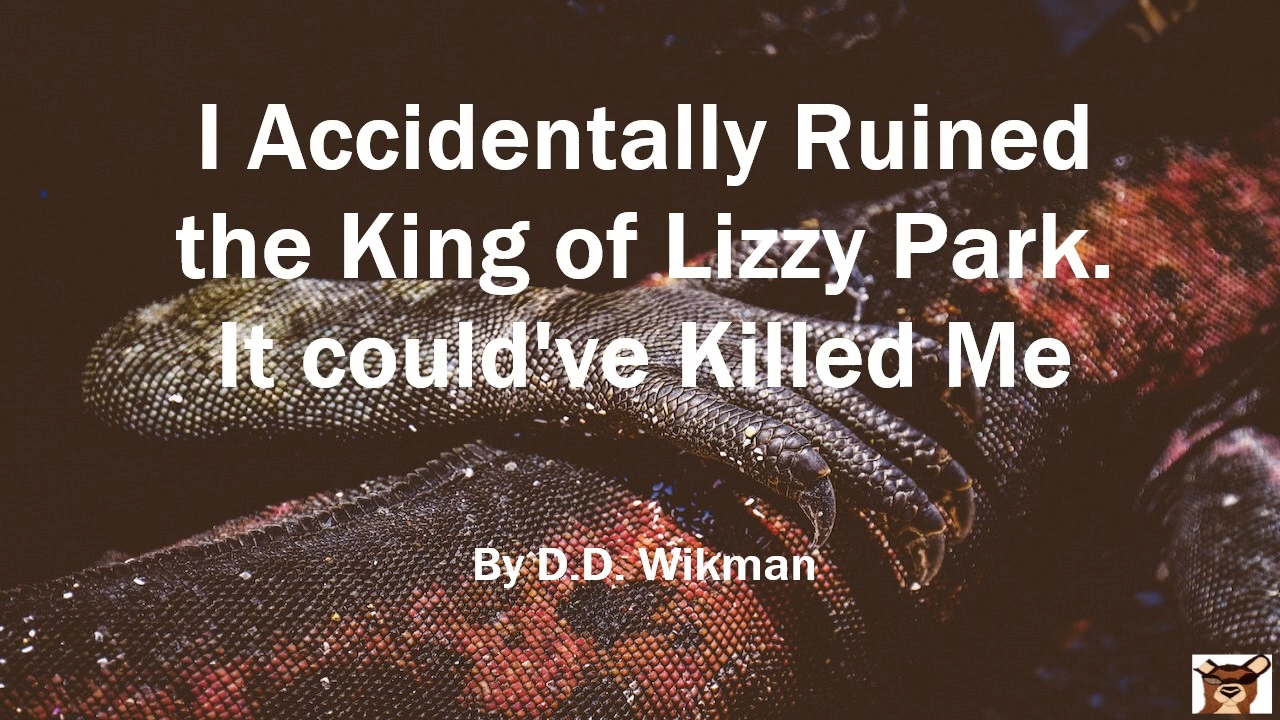 I Accidentally Ruined
the King of Lizzy Park.
It could've Killed Me
By D.D. Wikman